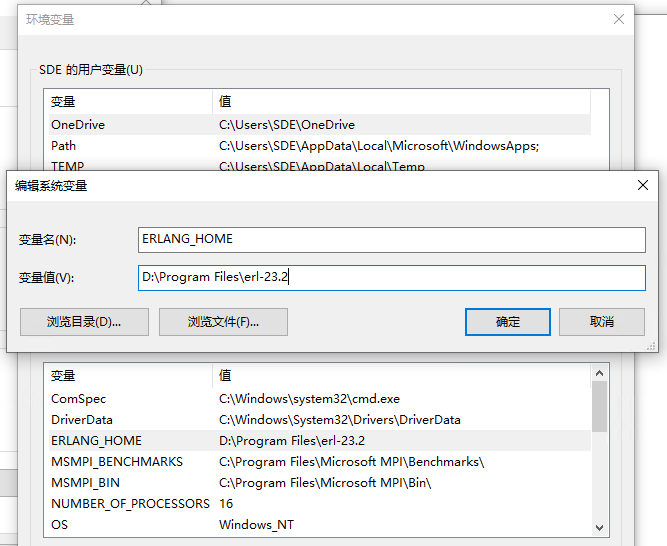 环境变量
SDE 的用户变量(U)
变量 值
OneDrive C:\Users\SDE\OneDrive
Path C:\Users\SDE\AppData\Local\Microsoft\WindowsApps;
TEMP C:\Users\SDE\AppData\Local\Temp
编辑系统变量
变量名(N): ERLANG_HOME
变量值(V): D:\Program Files\erl-23.2
浏览目录(D)... 浏览文件(F)... 确定 取消
变量 值
ComSpec C:\Windows\system32\cmd.exe
DriverData C:\Windows\System32\Drivers\DriverData
ERLANG_HOME D:\Program Files\erl-23.2
MSMPI_BENCHMARKS C:\Program Files\Microsoft MPI\Benchmarks\
MSMPI_BIN C:\Program Files\Microsoft MPI\Bin\
NUMBER_OF_PROCESSORS 16
OS Windows_NT